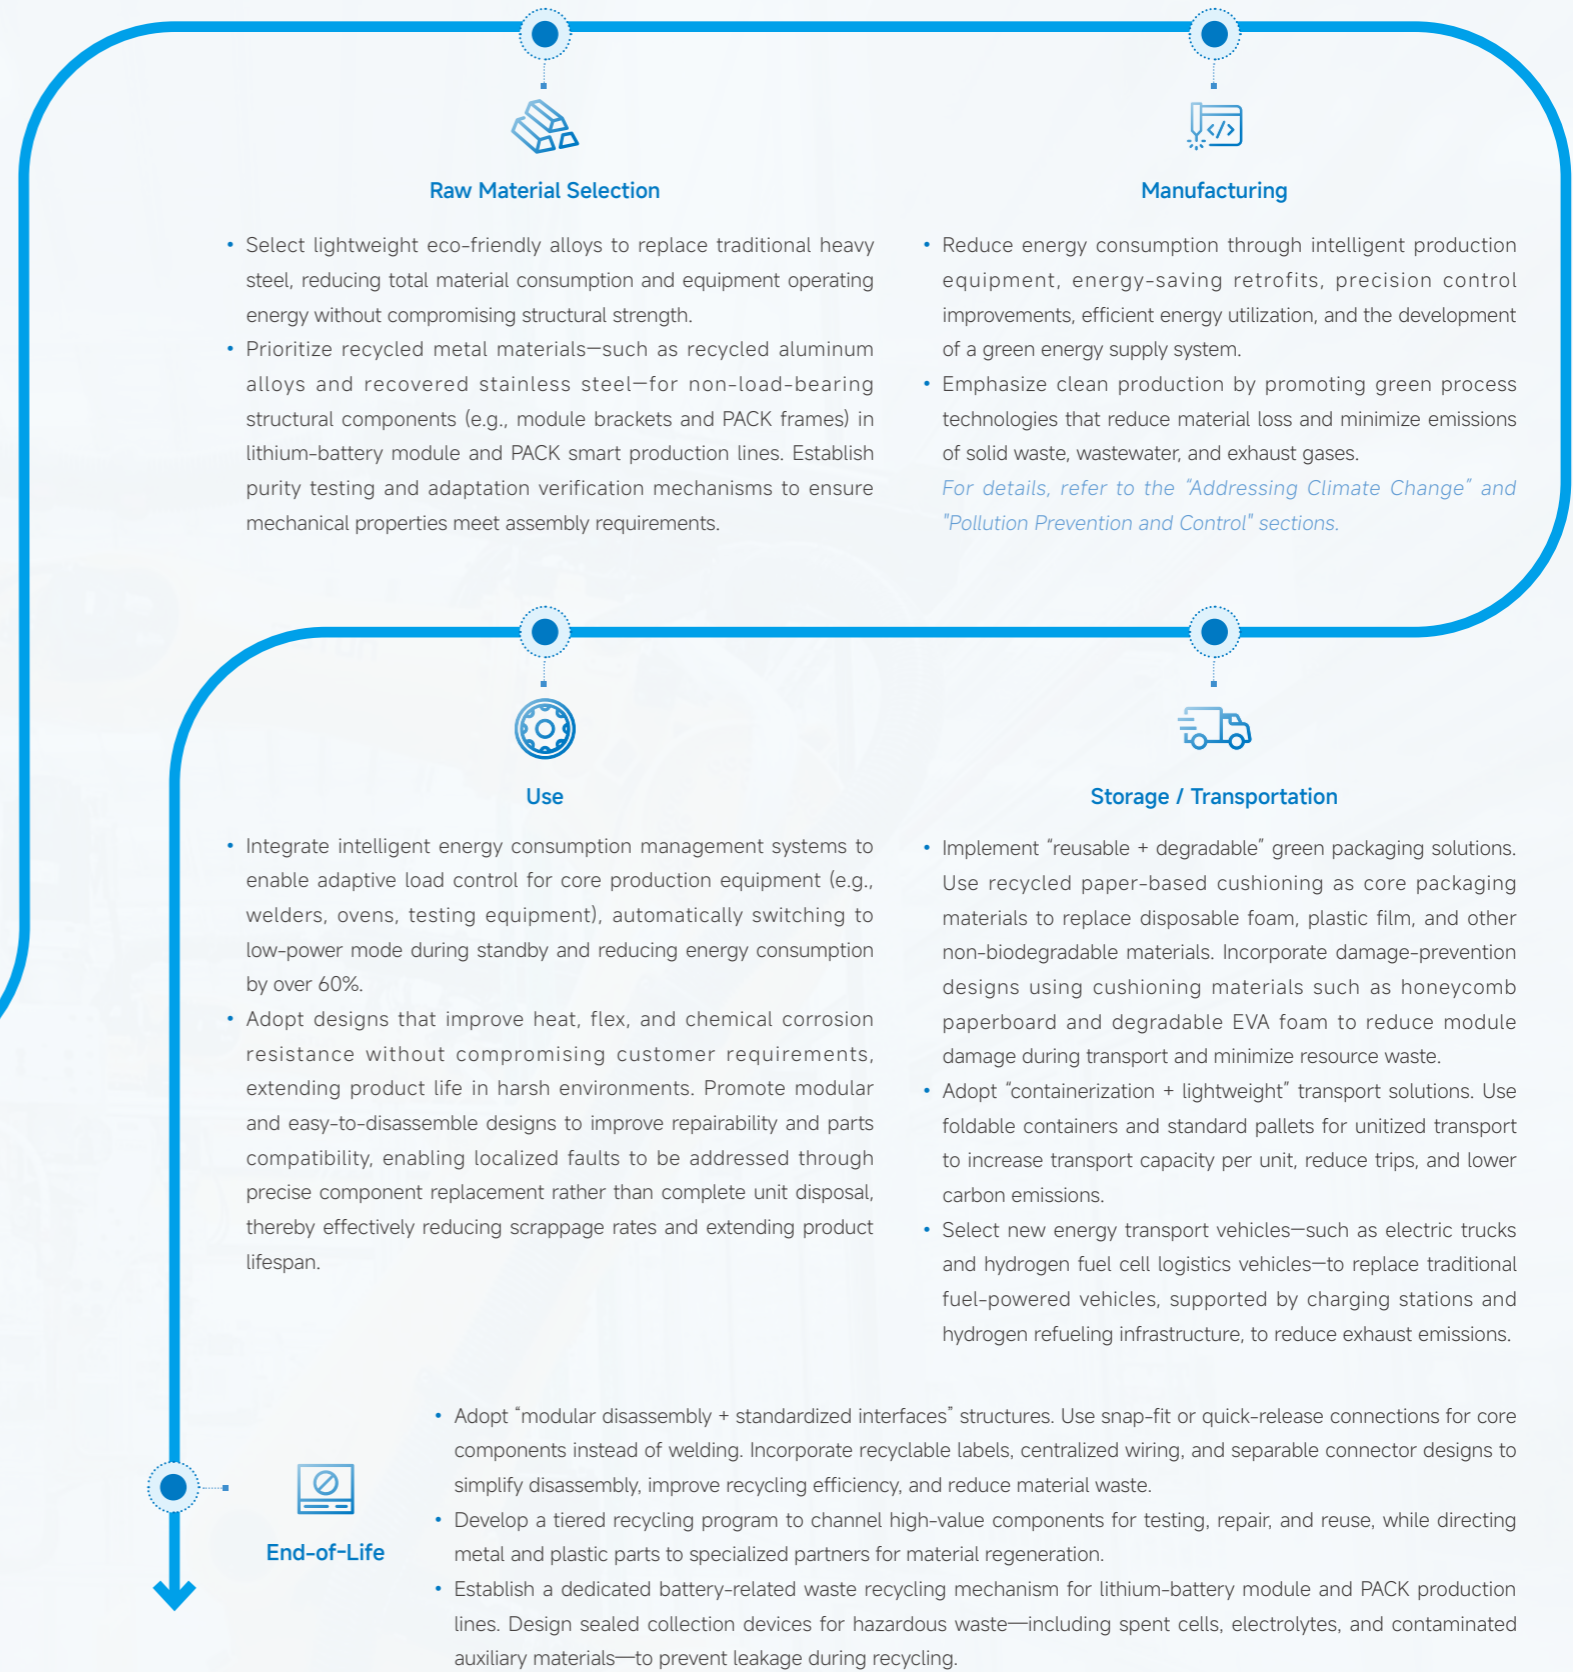 Raw Material Selection
• Select lightweight eco-friendly alloys to replace traditional heavy
steel, reducing total material consumption and equipment operating
energy without compromising structural strength.
• Prioritize recycled metal materials—such as recycled aluminum
alloys and recovered stainless steel—for non-load-bearing
structural components (e.g., module brackets and PACK frames) in
lithium-battery module and PACK smart production lines. Establish
purity testing and adaptation verification mechanisms to ensure
mechanical properties meet assembly requirements.
Manufacturing
• Reduce energy consumption through intelligent production
equipment, energy-saving retrofits, precision control
improvements, efficient energy utilization, and the development
of a green energy supply system.
• Emphasize clean production by promoting green process
technologies that reduce material loss and minimize emissions
of solid waste, wastewater, and exhaust gases.
For details, refer to the “Addressing Climate Change” and
"Pollution Prevention and Control" sections.
Use
• Integrate intelligent energy consumption management systems to
enable adaptive load control for core production equipment (e.g.,
welders, ovens, testing equipment), automatically switching to
low-power mode during standby and reducing energy consumption
by over 60%.
• Adopt designs that improve heat, flex, and chemical corrosion
resistance without compromising customer requirements,
extending product life in harsh environments. Promote modular
and easy-to-disassemble designs to improve repairability and parts
compatibility, enabling localized faults to be addressed through
precise component replacement rather than complete unit disposal,
thereby effectively reducing scrappage rates and extending product
lifespan.
Storage / Transportation
• Implement “reusable + degradable” green packaging solutions.
Use recycled paper-based cushioning as core packaging
materials to replace disposable foam, plastic film, and other
non-biodegradable materials. Incorporate damage-prevention
designs using cushioning materials such as honeycomb
paperboard and degradable EVA foam to reduce module
damage during transport and minimize resource waste.
• Adopt “containerization + lightweight” transport solutions. Use
foldable containers and standard pallets for unitized transport
to increase transport capacity per unit, reduce trips, and lower
carbon emissions.
• Select new energy transport vehicles—such as electric trucks
and hydrogen fuel cell logistics vehicles—to replace traditional
fuel-powered vehicles, supported by charging stations and
hydrogen refueling infrastructure, to reduce exhaust emissions.
End-of-Life
• Adopt “modular disassembly + standardized interfaces” structures. Use snap-fit or quick-release connections for core
components instead of welding. Incorporate recyclable labels, centralized wiring, and separable connector designs to
simplify disassembly, improve recycling efficiency, and reduce material waste.
• Develop a tiered recycling program to channel high-value components for testing, repair, and reuse, while directing
metal and plastic parts to specialized partners for material regeneration.
• Establish a dedicated battery-related waste recycling mechanism for lithium-battery module and PACK production
lines. Design sealed collection devices for hazardous waste—including spent cells, electrolytes, and contaminated
auxiliary materials—to prevent leakage during recycling.